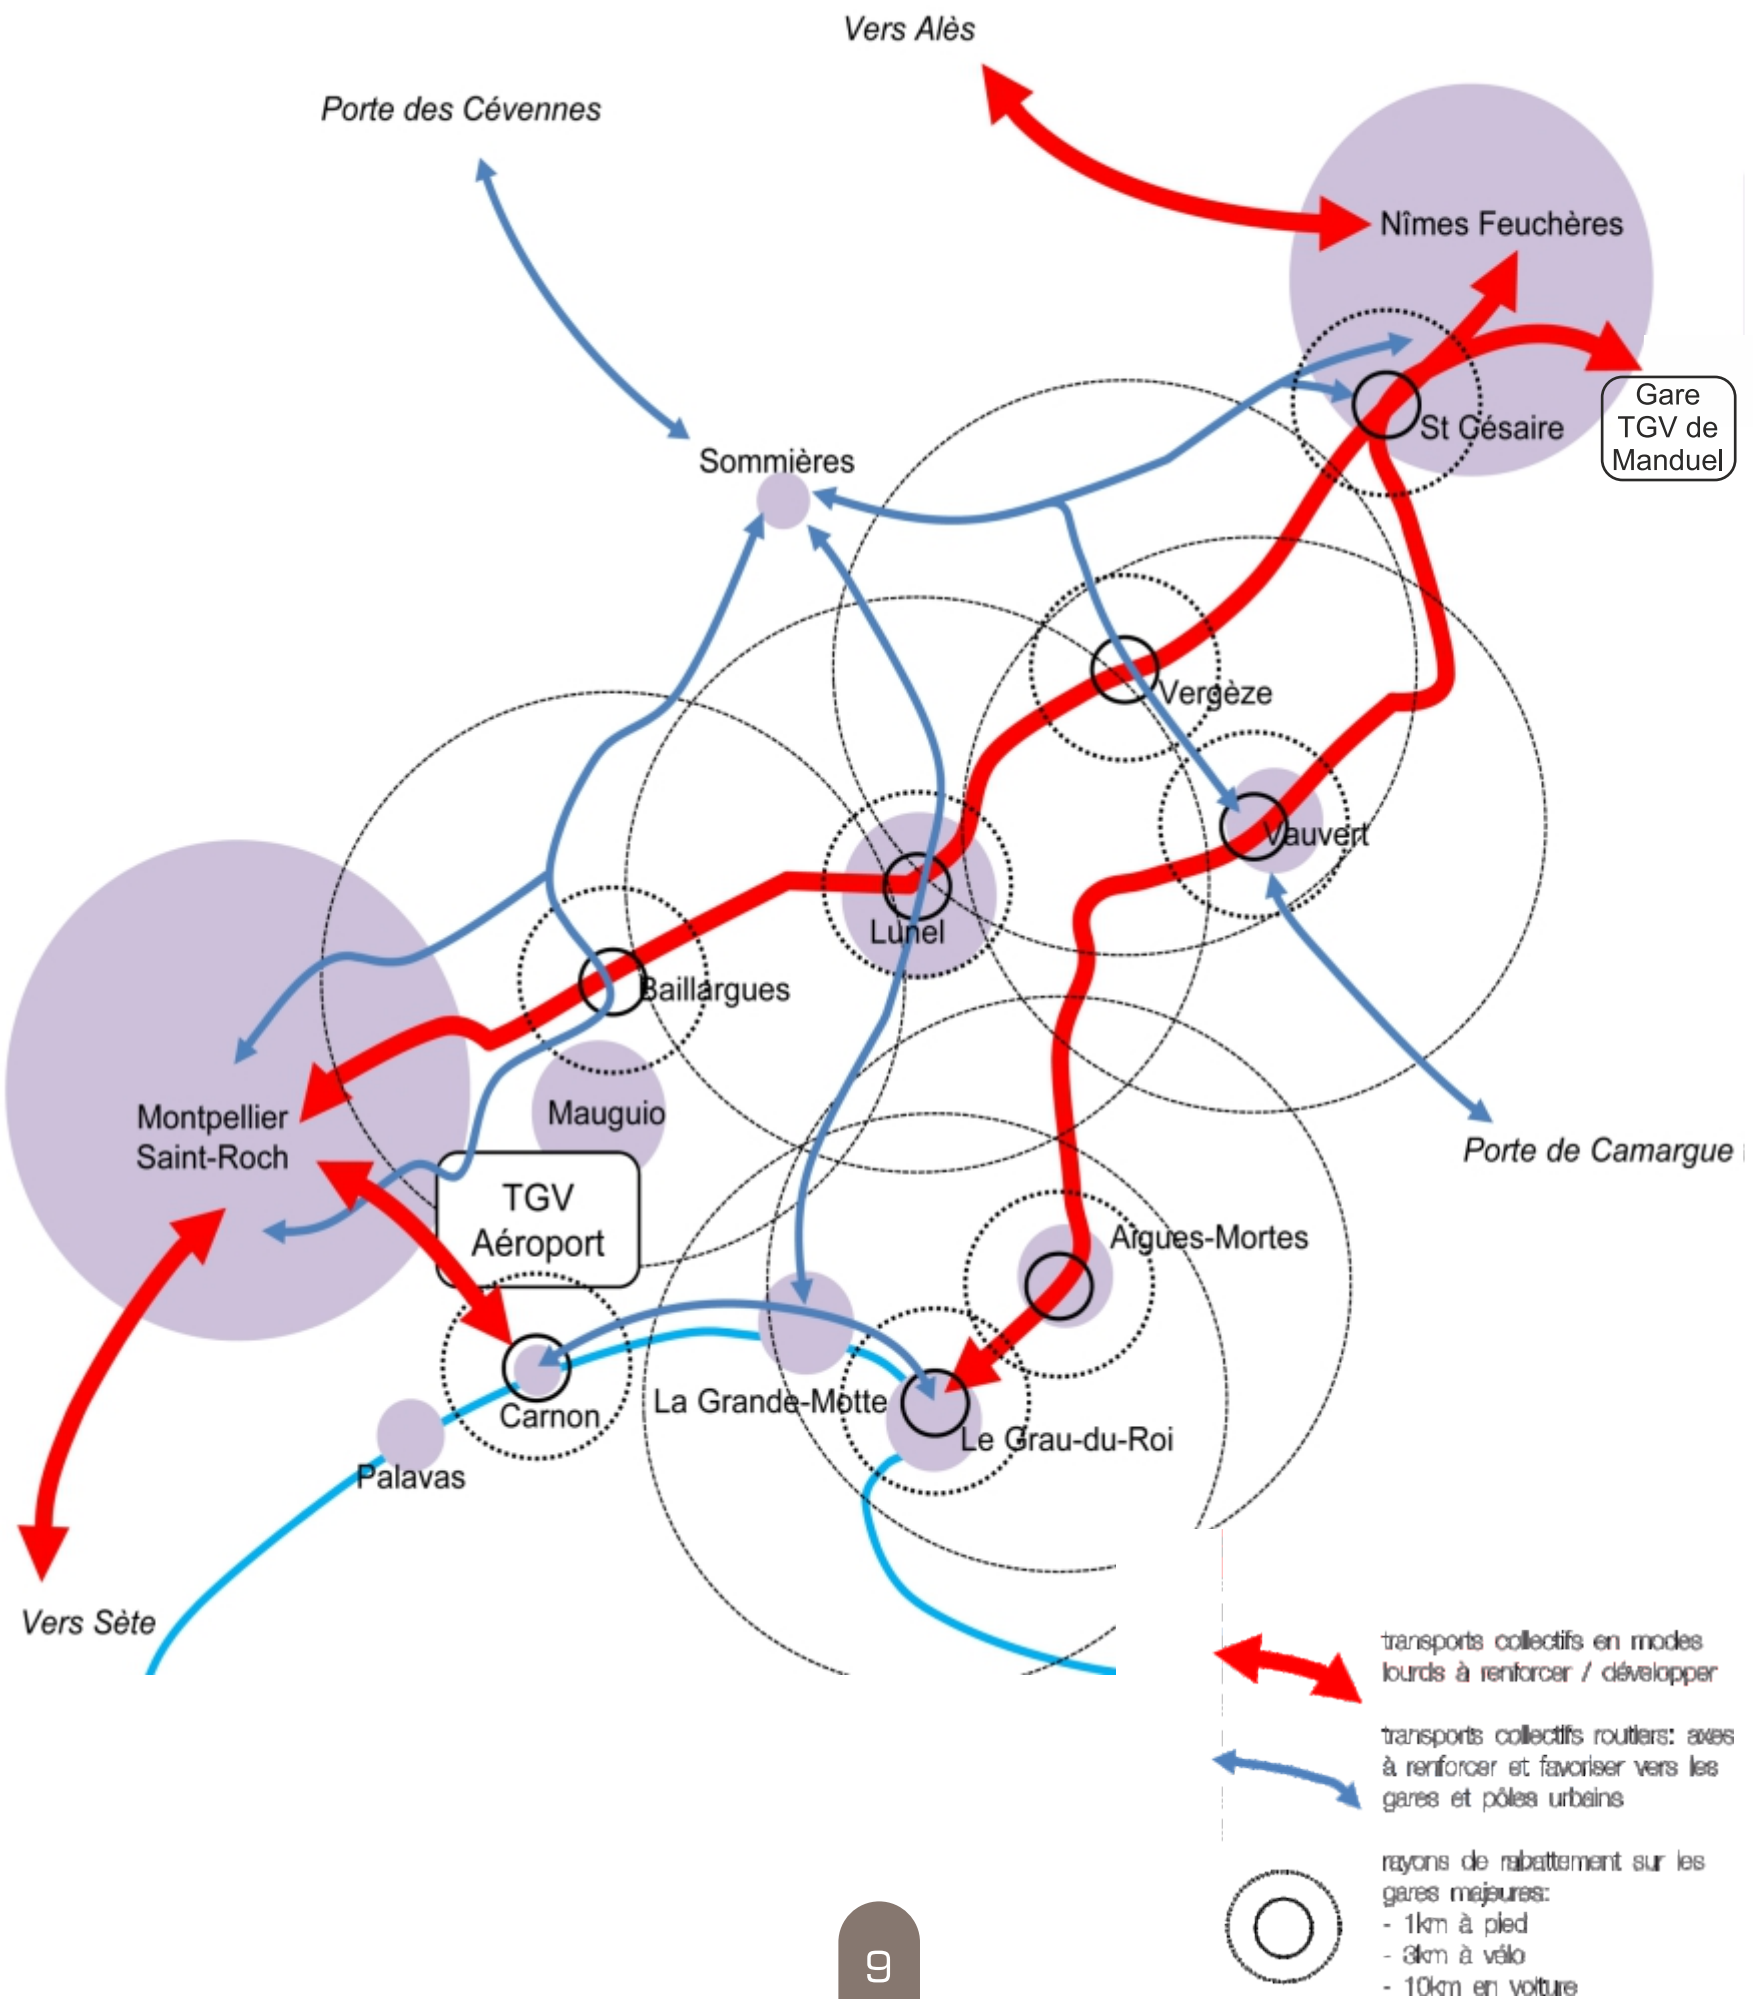 Vers Alès
Porte des Cévennes
Nîmes Feuchères
Gare
TGV de
Manduel
St Césaire
Sommières
Vergèze
Vauvert
Lunel
Baillargues
Mauguio
Montpellier
Saint-Roch
Porte de Camargue
TGV
Aéroport
Aigues-Mortes
La Grande-Motte
Carnon
Le Grau-du-Roi
Palavas
Vers Sète
transports collectifs en modes
lourds à renforcer / développer
transports collectifs routiers: axes
à renforcer et favoriser vers les
gares et pôles urbains
rayons de rabattement sur les
gares majeures:
- 1km à pied
- 3km à vélo
- 10km en voiture
9